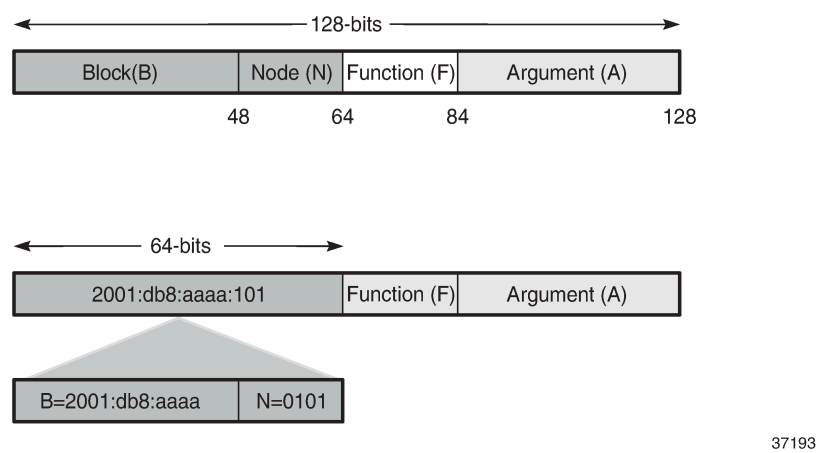 128-bits
Block(B) Node (N) Function (F) Argument (A)
48 64 84 128
64-bits
2001:db8:aaaa:101 Function (F) Argument (A)
B=2001:db8:aaaa N=0101
37193